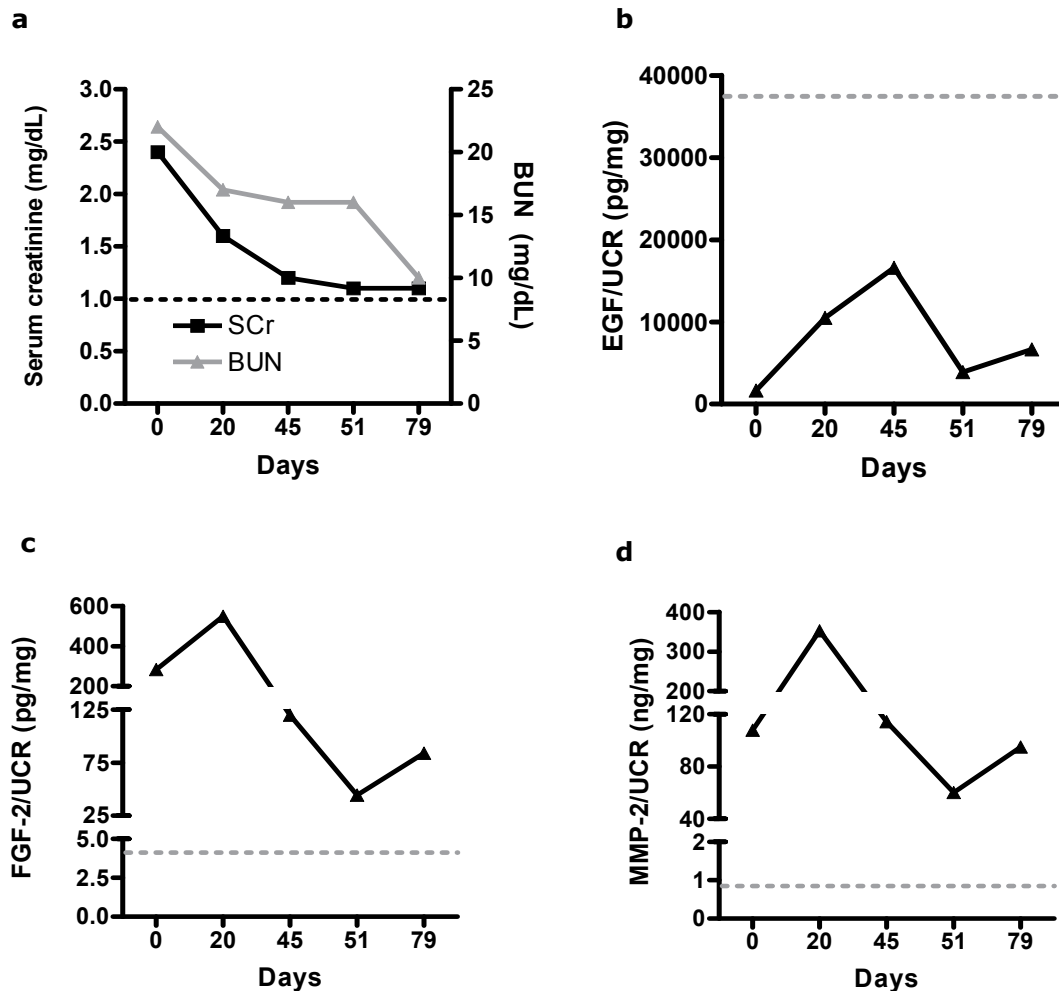 a
3.0
2.5
2.0
1.5
1.0
0.5
0.0
Serum creatinine (mg/dL)
25
20
15
10
5
0
BUN (mg/dL)
SCr
BUN
0 20 45 51 79
Days
b
40000
30000
20000
10000
0
EGF/UCR (pg/mg)
0 20 45 51 79
Days
c
600
400
200
125
75
25
5.0
2.5
0.0
FGF-2/UCR (pg/mg)
0 20 45 51 79
Days
d
400
300
200
120
80
40
2
1
0
MMP-2/UCR (ng/mg)
0 20 45 51 79
Days